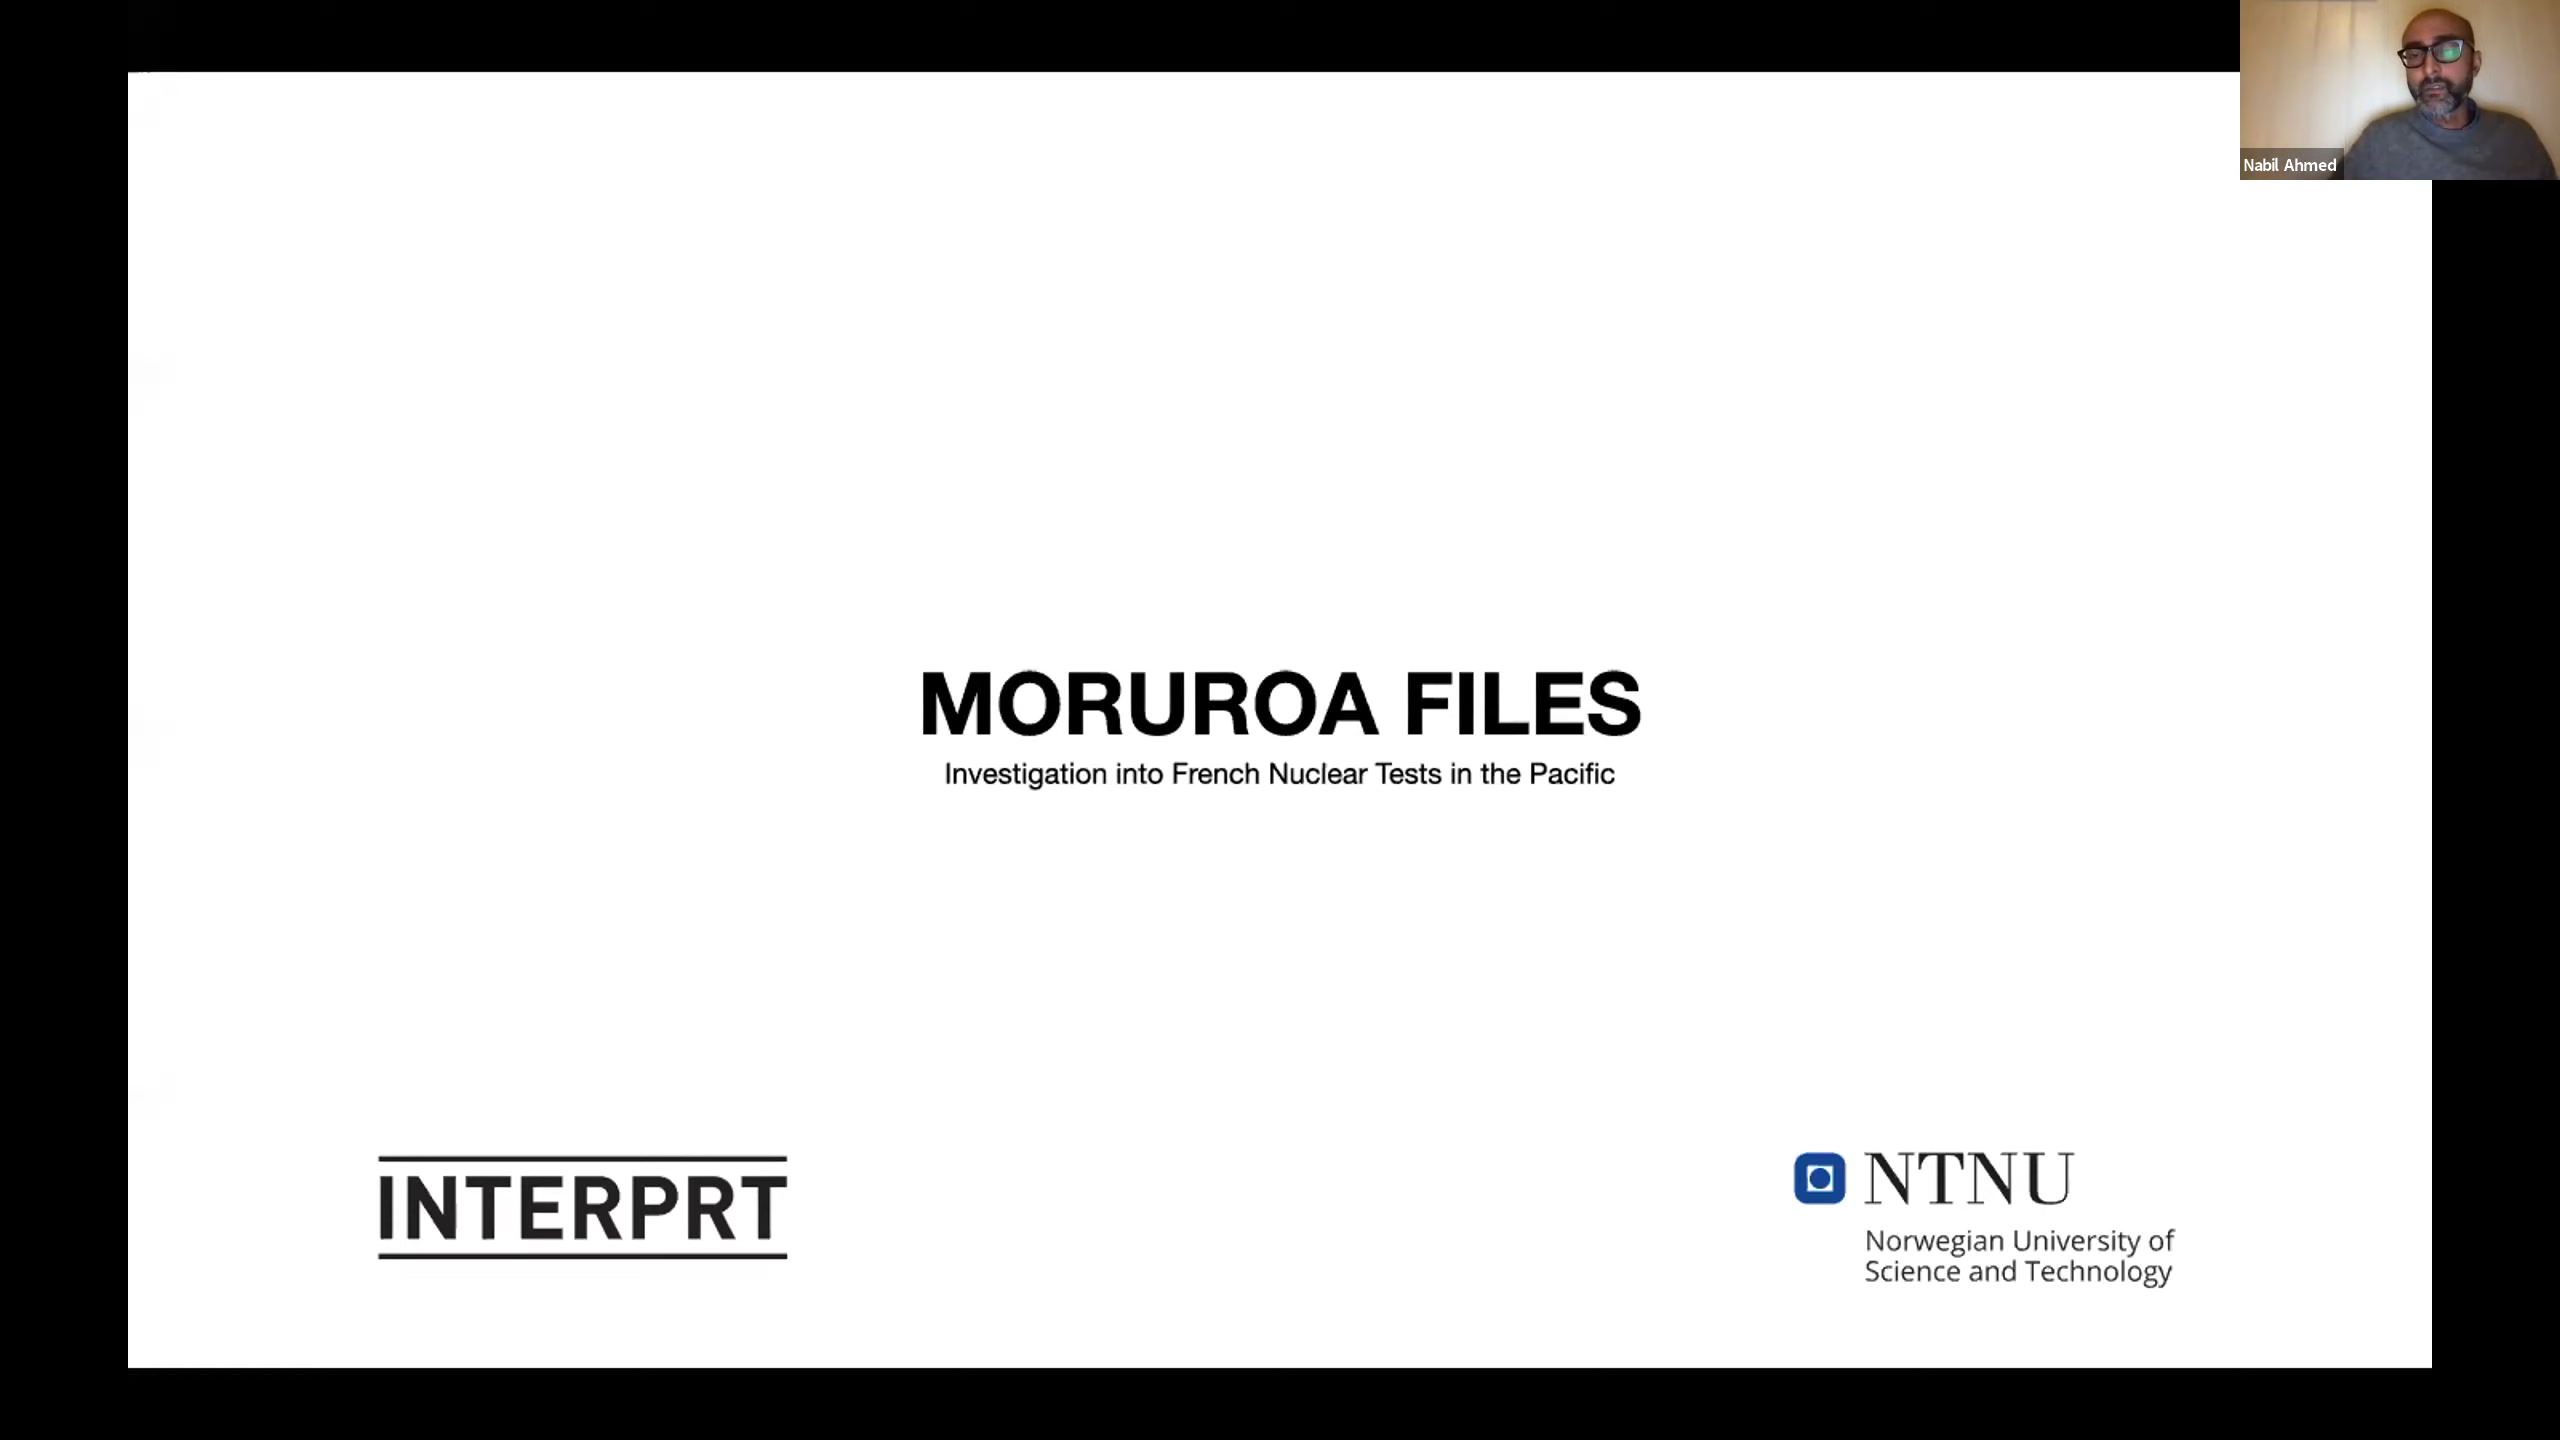 Nabil Ahmed
MORUROA FILES
Investigation into French Nuclear Tests in the Pacific
INTERPRT
NTNU
Norwegian University of
Science and Technology